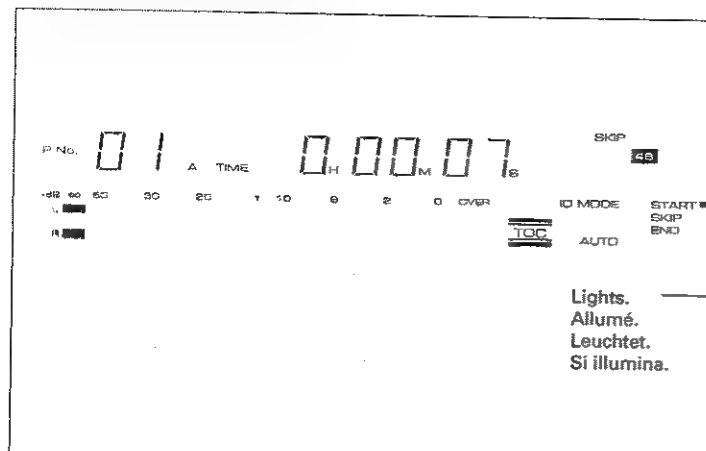 SKIP
P No. 01 A TIME 0H 00M 07S 48
-dB 60 50 30 20 10 6 2 0 OVER
L ID MODE START
SKIP
R TOC AUTO END
Lights.
Allumé.
Leuchtet.
Si illumina.